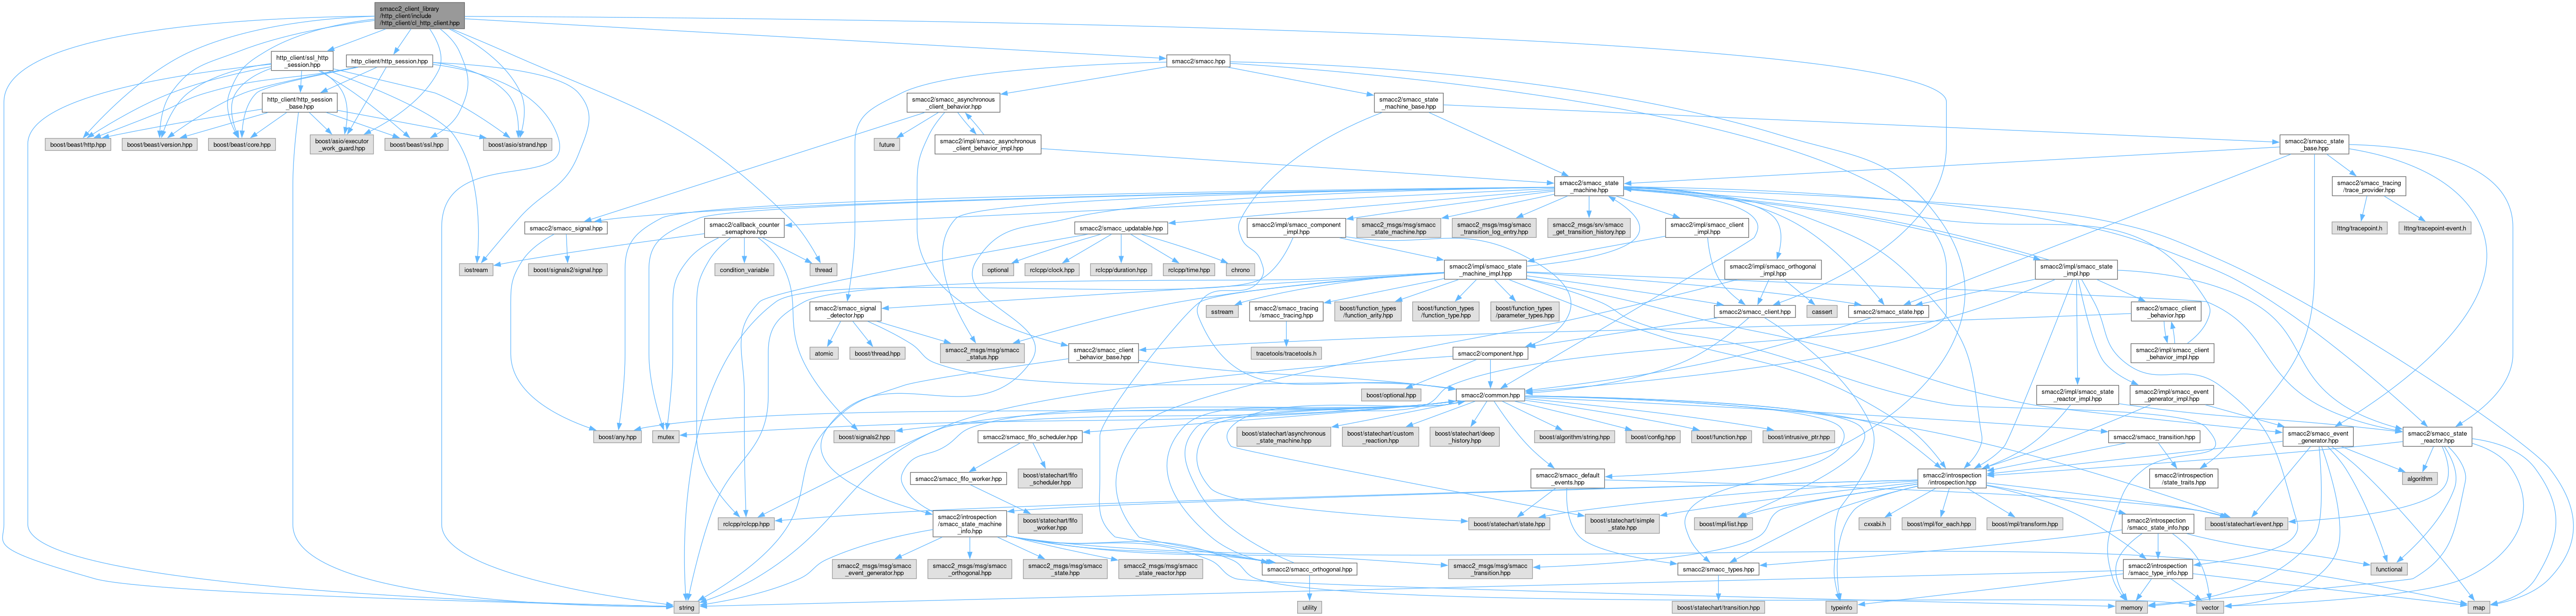 smacc2_client_library
/http_client/include
/http_client/cl_http_client.hpp
http_client/ssl_http
_session.hpp
http_client/http_session.hpp
smacc2/smacc.hpp
http_client/http_session
_base.hpp
smacc2/smacc_asynchronous
_client_behavior.hpp
smacc2/smacc_state
_machine_base.hpp
boost/beast/http.hpp
boost/beast/version.hpp
boost/beast/core.hpp
boost/asio/executor
_work_guard.hpp
boost/beast/ssl.hpp
boost/asio/strand.hpp
future
smacc2/impl/smacc_asynchronous
_client_behavior_impl.hpp
smacc2/smacc_state
_base.hpp
smacc2/smacc_state
_machine.hpp
smacc2/smacc_tracing
/trace_provider.hpp
smacc2/smacc_signal.hpp
smacc2/callback_counter
_semaphore.hpp
smacc2/smacc_updatable.hpp
smacc2/impl/smacc_component
_impl.hpp
smacc2_msgs/msg/smacc
_state_machine.hpp
smacc2_msgs/msg/smacc
_transition_log_entry.hpp
smacc2_msgs/srv/smacc
_get_transition_history.hpp
smacc2/impl/smacc_client
_impl.hpp
lttng/tracepoint.h
lttng/tracepoint-event.h
iostream
boost/signals2/signal.hpp
condition_variable
thread
optional
rclcpp/clock.hpp
rclcpp/duration.hpp
rclcpp/time.hpp
chrono
smacc2/impl/smacc_state
_machine_impl.hpp
smacc2/impl/smacc_orthogonal
_impl.hpp
smacc2/impl/smacc_state
_impl.hpp
smacc2/smacc_signal
_detector.hpp
sstream
smacc2/smacc_tracing
/smacc_tracing.hpp
boost/function_types
/function_arity.hpp
boost/function_types
/function_type.hpp
boost/function_types
/parameter_types.hpp
smacc2/smacc_client.hpp
cassert
smacc2/smacc_state.hpp
smacc2/smacc_client
_behavior.hpp
atomic
boost/thread.hpp
smacc2_msgs/msg/smacc
_status.hpp
smacc2/smacc_client
_behavior_base.hpp
tracetools/tracetools.h
smacc2/component.hpp
smacc2/impl/smacc_client
_behavior_impl.hpp
boost/optional.hpp
smacc2/common.hpp
smacc2/impl/smacc_state
_reactor_impl.hpp
smacc2/impl/smacc_event
_generator_impl.hpp
boost/any.hpp
mutex
boost/signals2.hpp
smacc2/smacc_fifo_scheduler.hpp
boost/statechart/asynchronous
_state_machine.hpp
boost/statechart/custom
_reaction.hpp
boost/statechart/deep
_history.hpp
boost/algorithm/string.hpp
boost/config.hpp
boost/function.hpp
boost/intrusive_ptr.hpp
smacc2/smacc_transition.hpp
smacc2/smacc_event
_generator.hpp
smacc2/smacc_state
_reactor.hpp
smacc2/smacc_fifo_worker.hpp
boost/statechart/fifo
_scheduler.hpp
smacc2/smacc_default
_events.hpp
smacc2/introspection
/introspection.hpp
smacc2/introspection
/state_traits.hpp
algorithm
rclcpp/rclcpp.hpp
smacc2/introspection
/smacc_state_machine
_info.hpp
boost/statechart/fifo
_worker.hpp
boost/statechart/state.hpp
boost/statechart/simple
_state.hpp
boost/mpl/list.hpp
cxxabi.h
boost/mpl/for_each.hpp
boost/mpl/transform.hpp
smacc2/introspection
/smacc_state_info.hpp
boost/statechart/event.hpp
smacc2_msgs/msg/smacc
_event_generator.hpp
smacc2_msgs/msg/smacc
_orthogonal.hpp
smacc2_msgs/msg/smacc
_state.hpp
smacc2_msgs/msg/smacc
_state_reactor.hpp
smacc2/smacc_orthogonal.hpp
smacc2_msgs/msg/smacc
_transition.hpp
smacc2/smacc_types.hpp
smacc2/introspection
/smacc_type_info.hpp
functional
string
utility
boost/statechart/transition.hpp
typeinfo
memory
vector
map